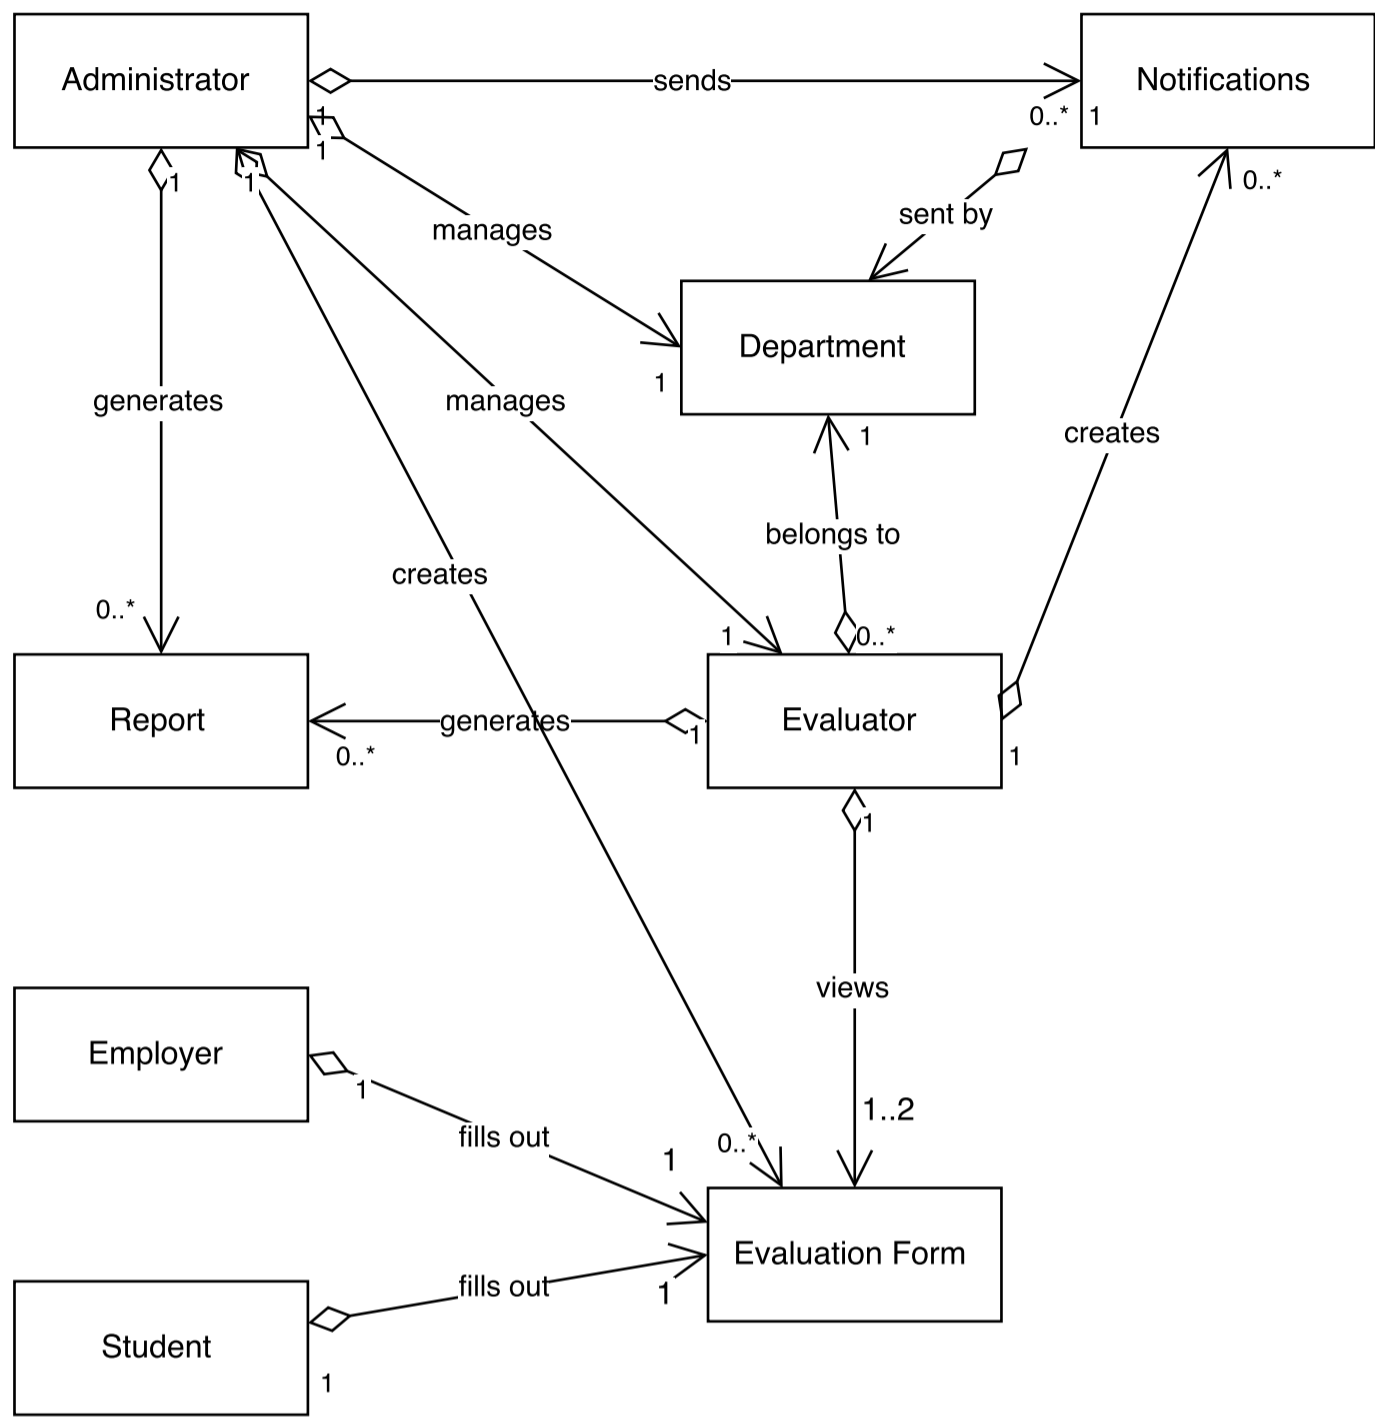 Administrator
sends
Notifications
1
0..*
1
1
1
1
0..*
sent by
manages
Department
1
generates
manages
1
creates
belongs to
creates
0..*
1
0..*
Report
generates
1
Evaluator
0..*
1
1
views
Employer
1
1..2
fills out
1
0..*
Evaluation Form
fills out
1
Student
1